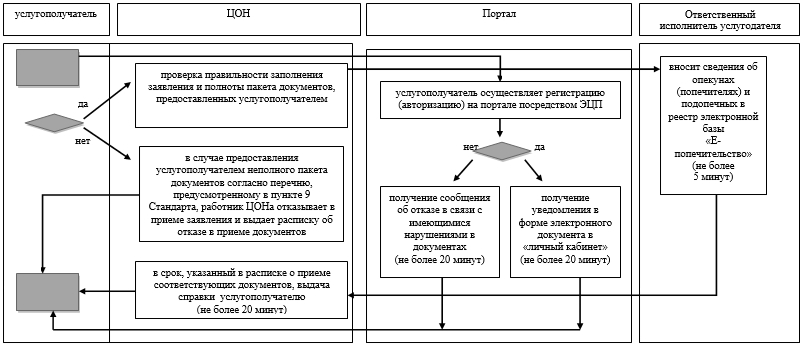 услугополучатель
ЦОН
Портал
Ответственный
исполнитель услугодателя
да
нет
проверка правильности заполнения
заявления и полноты пакета документов,
предоставленных услугополучателем
в случае предоставления
услугополучателем неполного пакета
документов согласно перечню,
предусмотренному в пункте 9
Стандарта, работник ЦОНа отказывает в
приеме заявления и выдает расписку об
отказе в приеме документов
в срок, указанный в расписке о приеме
соответствующих документов, выдача
справки услугополучателю
(не более 20 минут)
услугополучатель осуществляет регистрацию
(авторизацию) на портале посредством ЭЦП
нет
да
получение сообщения
об отказе в связи с
имеющимися
нарушениями в
документах
(не более 20 минут)
получение
уведомления в
форме электронного
документа в
«личный кабинет»
(не более 20 минут)
вносит сведения об
опекунах
(попечителях) и
подопечных в
реестр электронной
базы
«Е-
попечительство»
(не более
5 минут)